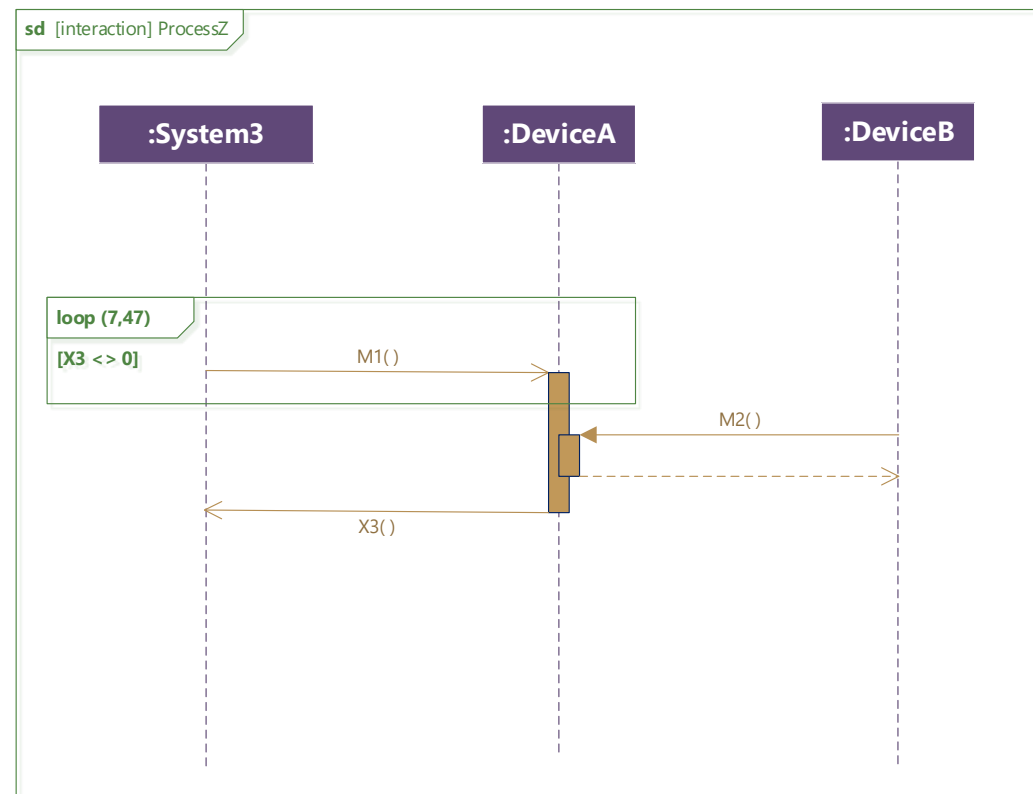 sd [interaction] ProcessZ
:System3
:DeviceA
:DeviceB
loop (7,47)
[X3 <> 0]
M1( )
M2( )
X3( )